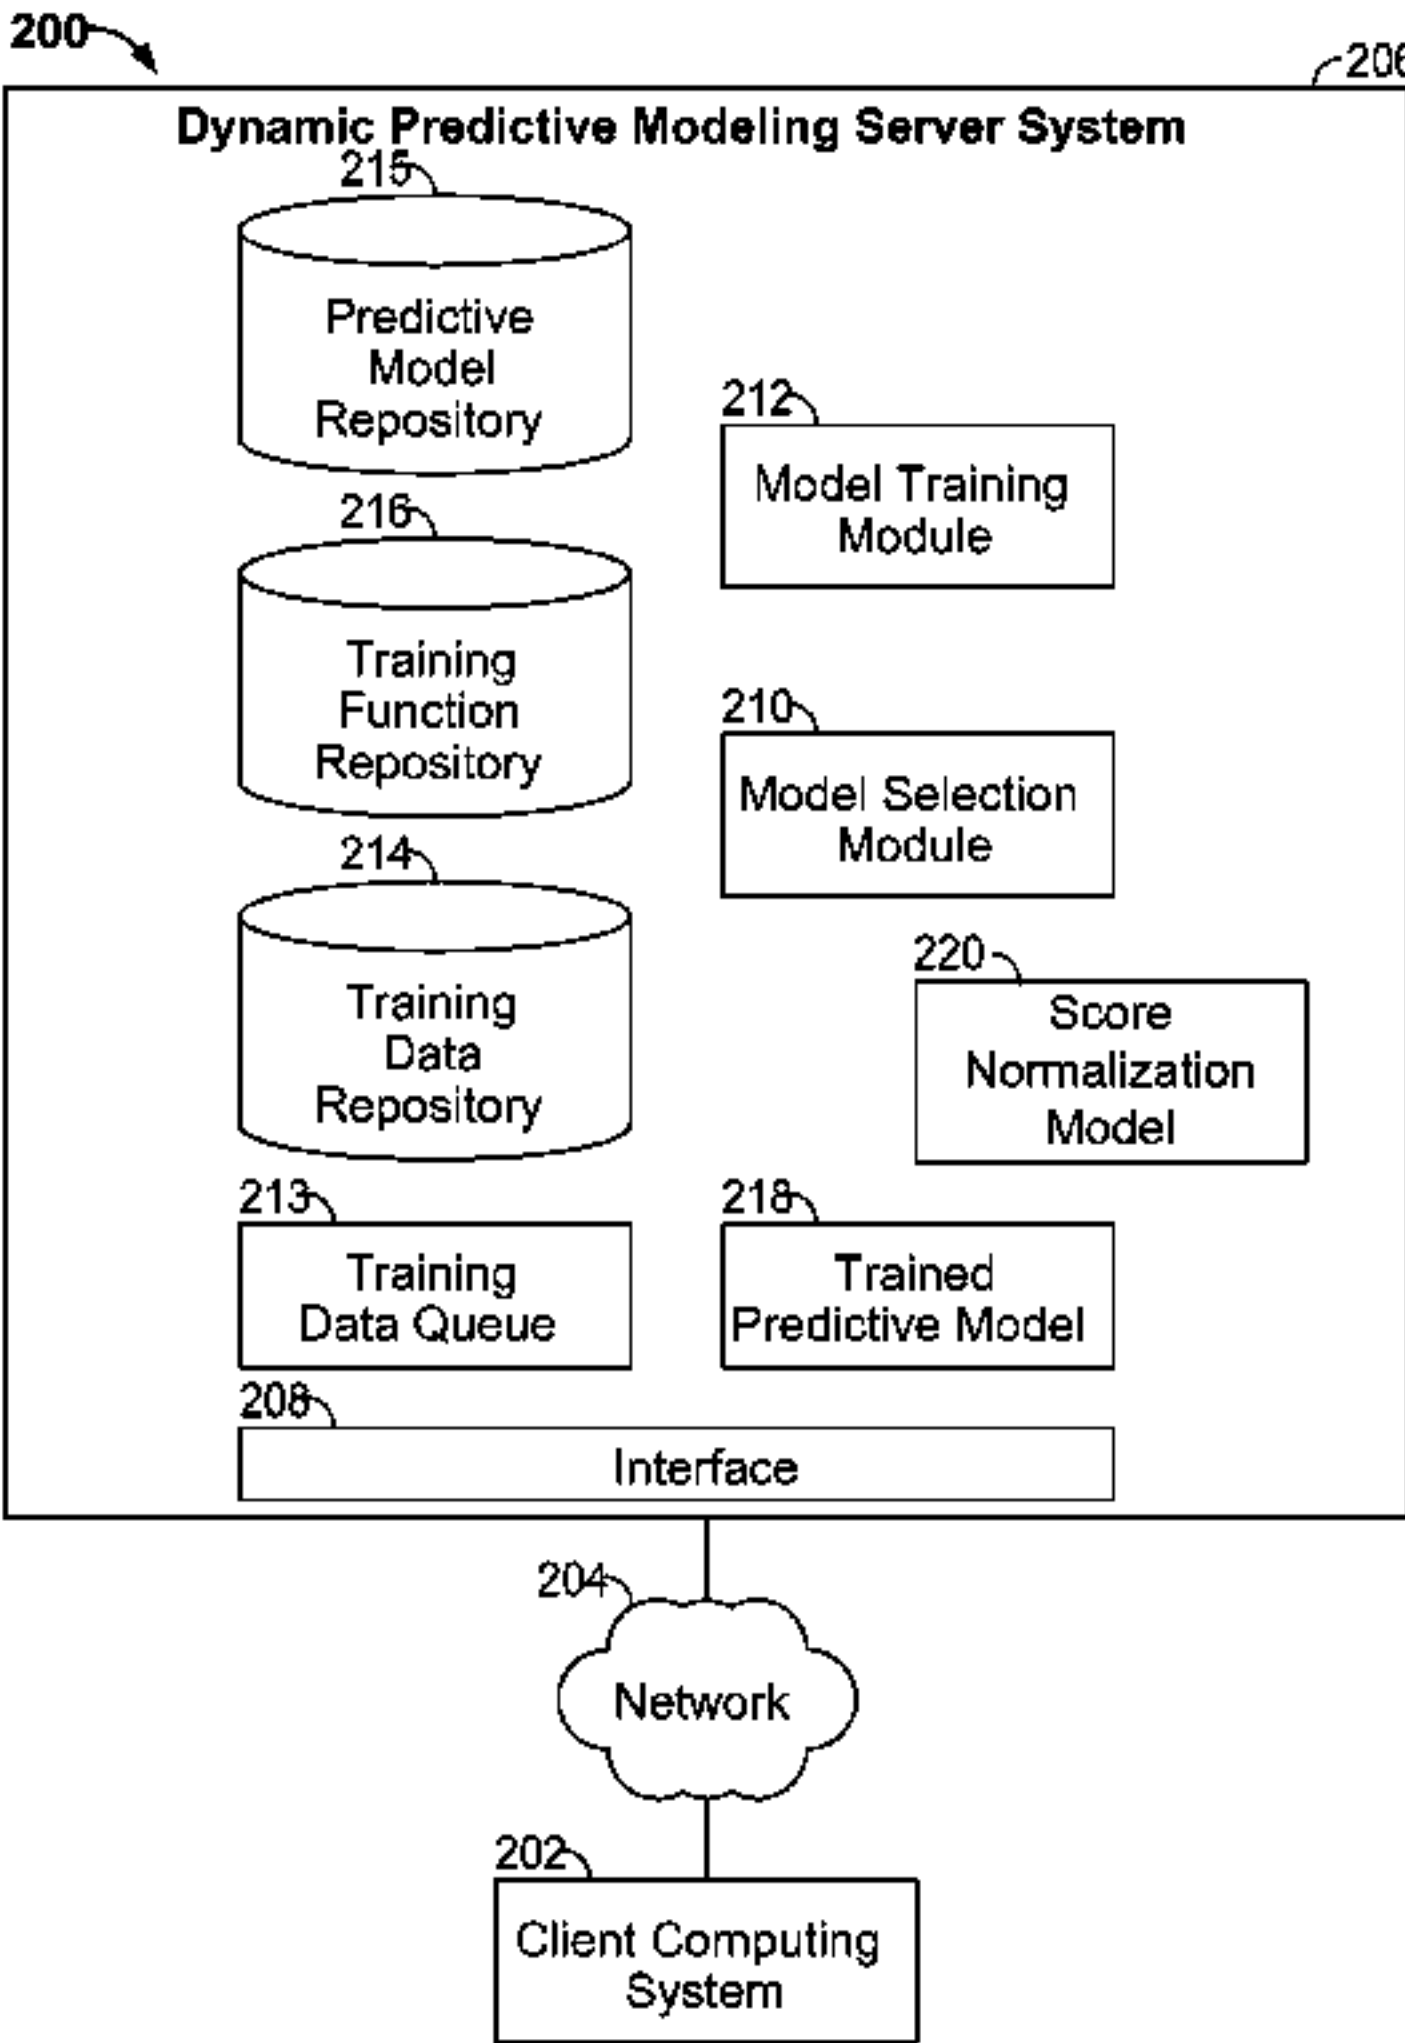 200
206
Dynamic Predictive Modeling Server System
215
Predictive
Model
Repository
212
Model Training
Module
216
Training
Function
Repository
210
Model Selection
Module
214
Training
Data
Repository
220
Score
Normalization
Model
213
Training
Data Queue
218
Trained
Predictive Model
208
Interface
204
Network
202
Client Computing
System